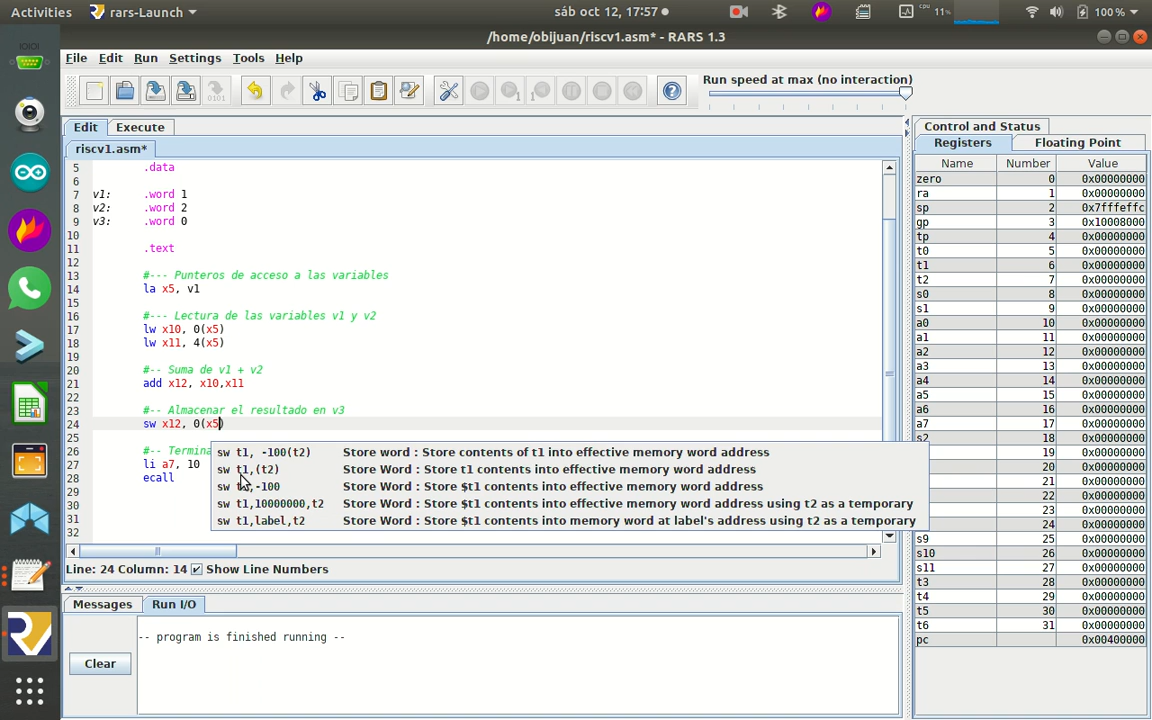 Activities rars-Launch sáb oct 12, 17:57 cpu 11% 100%
/home/obijuan/riscv1.asm* - RARS 1.3
File Edit Run Settings Tools Help
Run speed at max (no interaction)
Edit Execute
riscv1.asm*
5 .data
6
7 v1: .word 1
8 v2: .word 2
9 v3: .word 0
10
11 .text
12
13 #--- Punteros de acceso a las variables
14 la x5, v1
15
16 #--- Lectura de las variables v1 y v2
17 lw x10, 0(x5)
18 lw x11, 4(x5)
19
20 #-- Suma de v1 + v2
21 add x12, x10,x11
22
23 #-- Almacenar el resultado en v3
24 sw x12, 0(x5)
25
26 #-- Termina
27 li a7, 10
28 ecall
29
30
31
32
sw t1, -100(t2) Store word : Store contents of t1 into effective memory word address
sw t1,(t2) Store Word : Store t1 contents into effective memory word address
sw t1,-100 Store Word : Store $t1 contents into effective memory word address
sw t1,10000000,t2 Store Word : Store $t1 contents into effective memory word address using t2 as a temporary
sw t1,label,t2 Store Word : Store $t1 contents into memory word at label's address using t2 as a temporary
Line: 24 Column: 14 Show Line Numbers
Messages Run I/O
-- program is finished running --
Clear
Control and Status
Registers Floating Point
Name Number Value
zero 0 0x00000000
ra 1 0x00000000
sp 2 0x7fffeffc
gp 3 0x10008000
tp 4 0x00000000
t0 5 0x00000000
t1 6 0x00000000
t2 7 0x00000000
s0 8 0x00000000
s1 9 0x00000000
a0 10 0x00000000
a1 11 0x00000000
a2 12 0x00000000
a3 13 0x00000000
a4 14 0x00000000
a5 15 0x00000000
a6 16 0x00000000
a7 17 0x00000000
s2 18 0x00000000
19 0x00000000
20 0x00000000
21 0x00000000
22 0x00000000
23 0x00000000
24 0x00000000
s9 25 0x00000000
s10 26 0x00000000
s11 27 0x00000000
t3 28 0x00000000
t4 29 0x00000000
t5 30 0x00000000
t6 31 0x00000000
pc 0x00400000